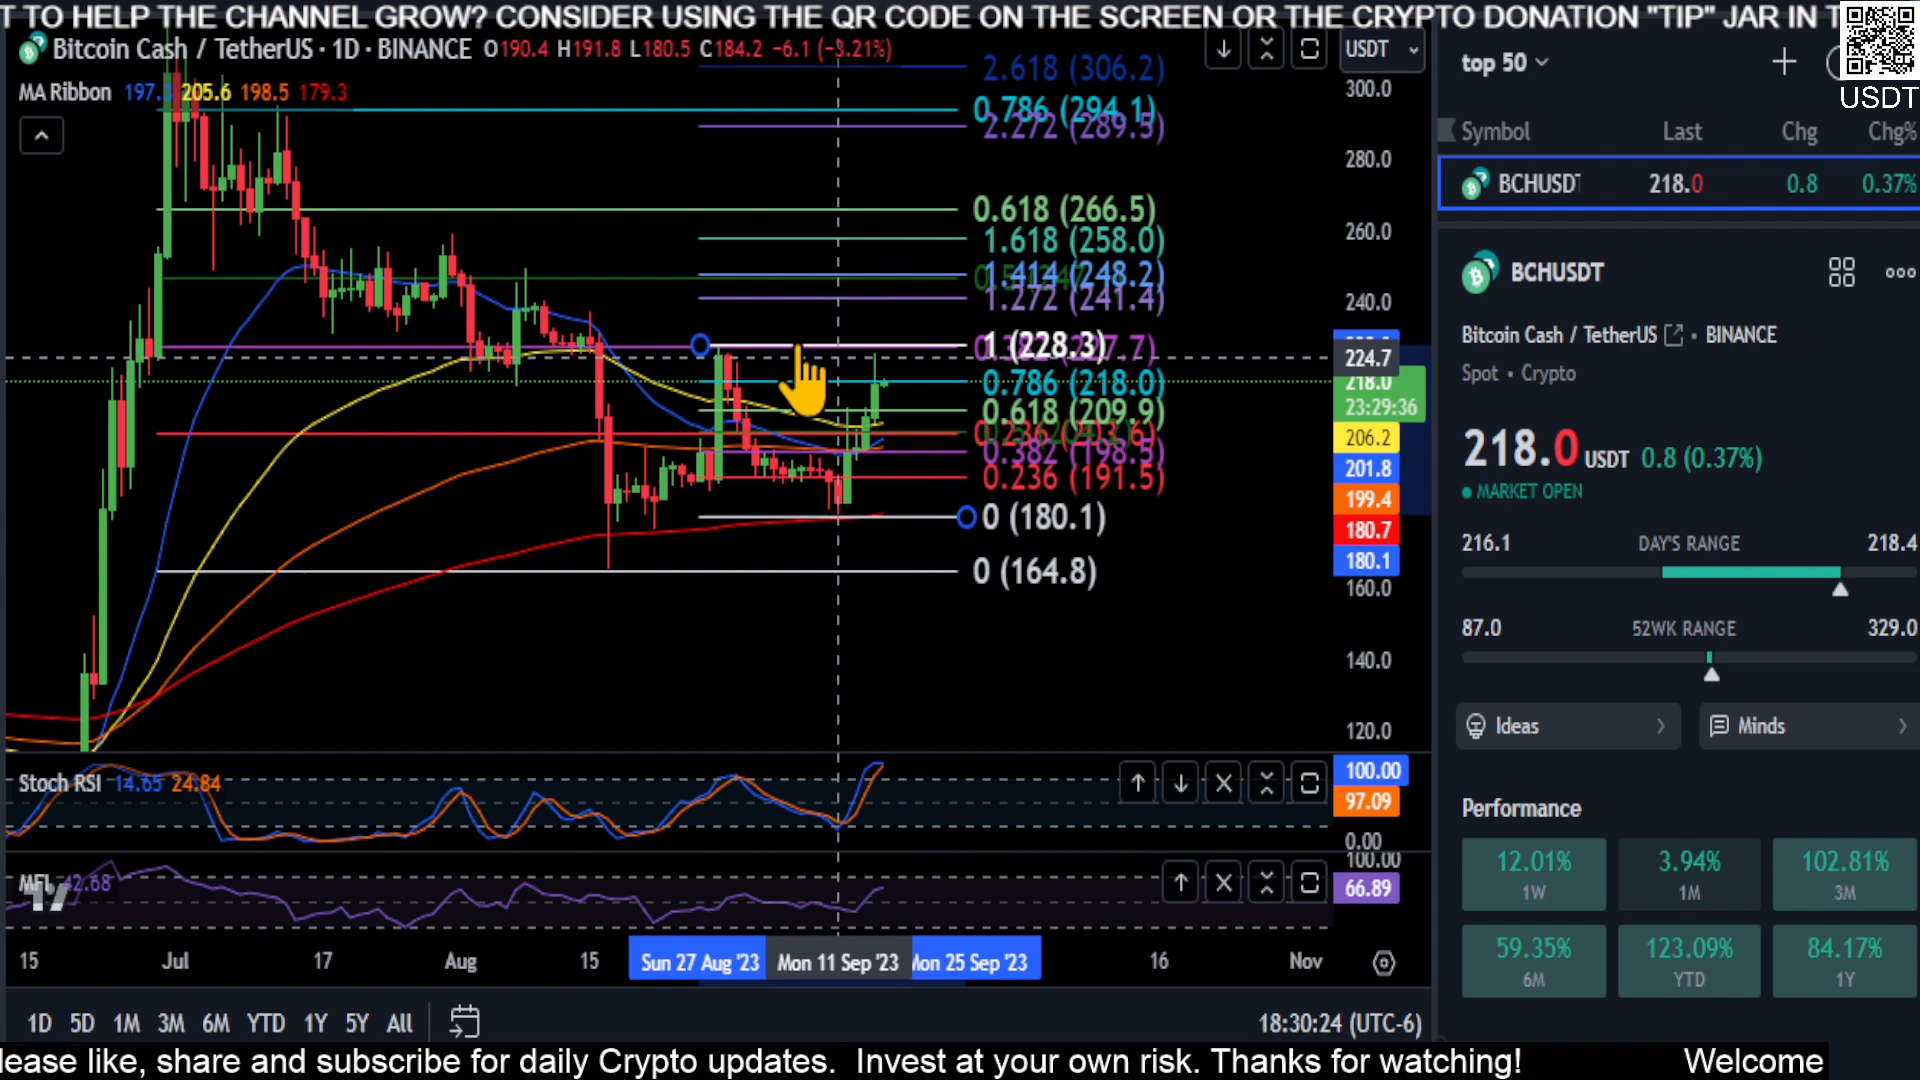 T TO HELP THE CHANNEL GROW? CONSIDER USING THE QR CODE ON THE SCREEN OR THE CRYPTO DONATION "TIP" JAR IN T
Bitcoin Cash / TetherUS · 1D · BINANCE O190.4 H191.8 L180.5 C184.2 −6.1 (−3.21%)
USDT
top 50
USDT
MA Ribbon 197. 205.6 198.5 179.3
2.618 (306.2)
0.786 (294.1)
2.272 (289.5)
0.618 (266.5)
1.618 (258.0)
1.414 (248.2)
1.272 (241.4)
1 (228.3)
0.786 (218.0)
0.618 (209.9)
0.382 (198.5)
0.236 (191.5)
0 (180.1)
0 (164.8)
300.0
280.0
260.0
240.0
224.7
218.0
23:29:36
206.2
201.8
199.4
180.7
180.1
160.0
140.0
120.0
Symbol Last Chg Chg%
BCHUSDT 218.0 0.8 0.37%
BCHUSDT
Bitcoin Cash / TetherUS • BINANCE
Spot • Crypto
218.0 USDT 0.8 (0.37%)
MARKET OPEN
216.1 DAY'S RANGE 218.4
87.0 52WK RANGE 329.0
Ideas
Minds
Performance
12.01% 3.94% 102.81%
1W 1M 3M
59.35% 123.09% 84.17%
6M YTD 1Y
Stoch RSI 14.65 24.84
100.00
97.09
0.00
MFI 42.68
100.00
66.89
15 Jul 17 Aug 15 Sun 27 Aug '23 Mon 11 Sep '23 Mon 25 Sep '23 16 Nov
1D 5D 1M 3M 6M YTD 1Y 5Y All
18:30:24 (UTC-6)
lease like, share and subscribe for daily Crypto updates. Invest at your own risk. Thanks for watching! Welcome